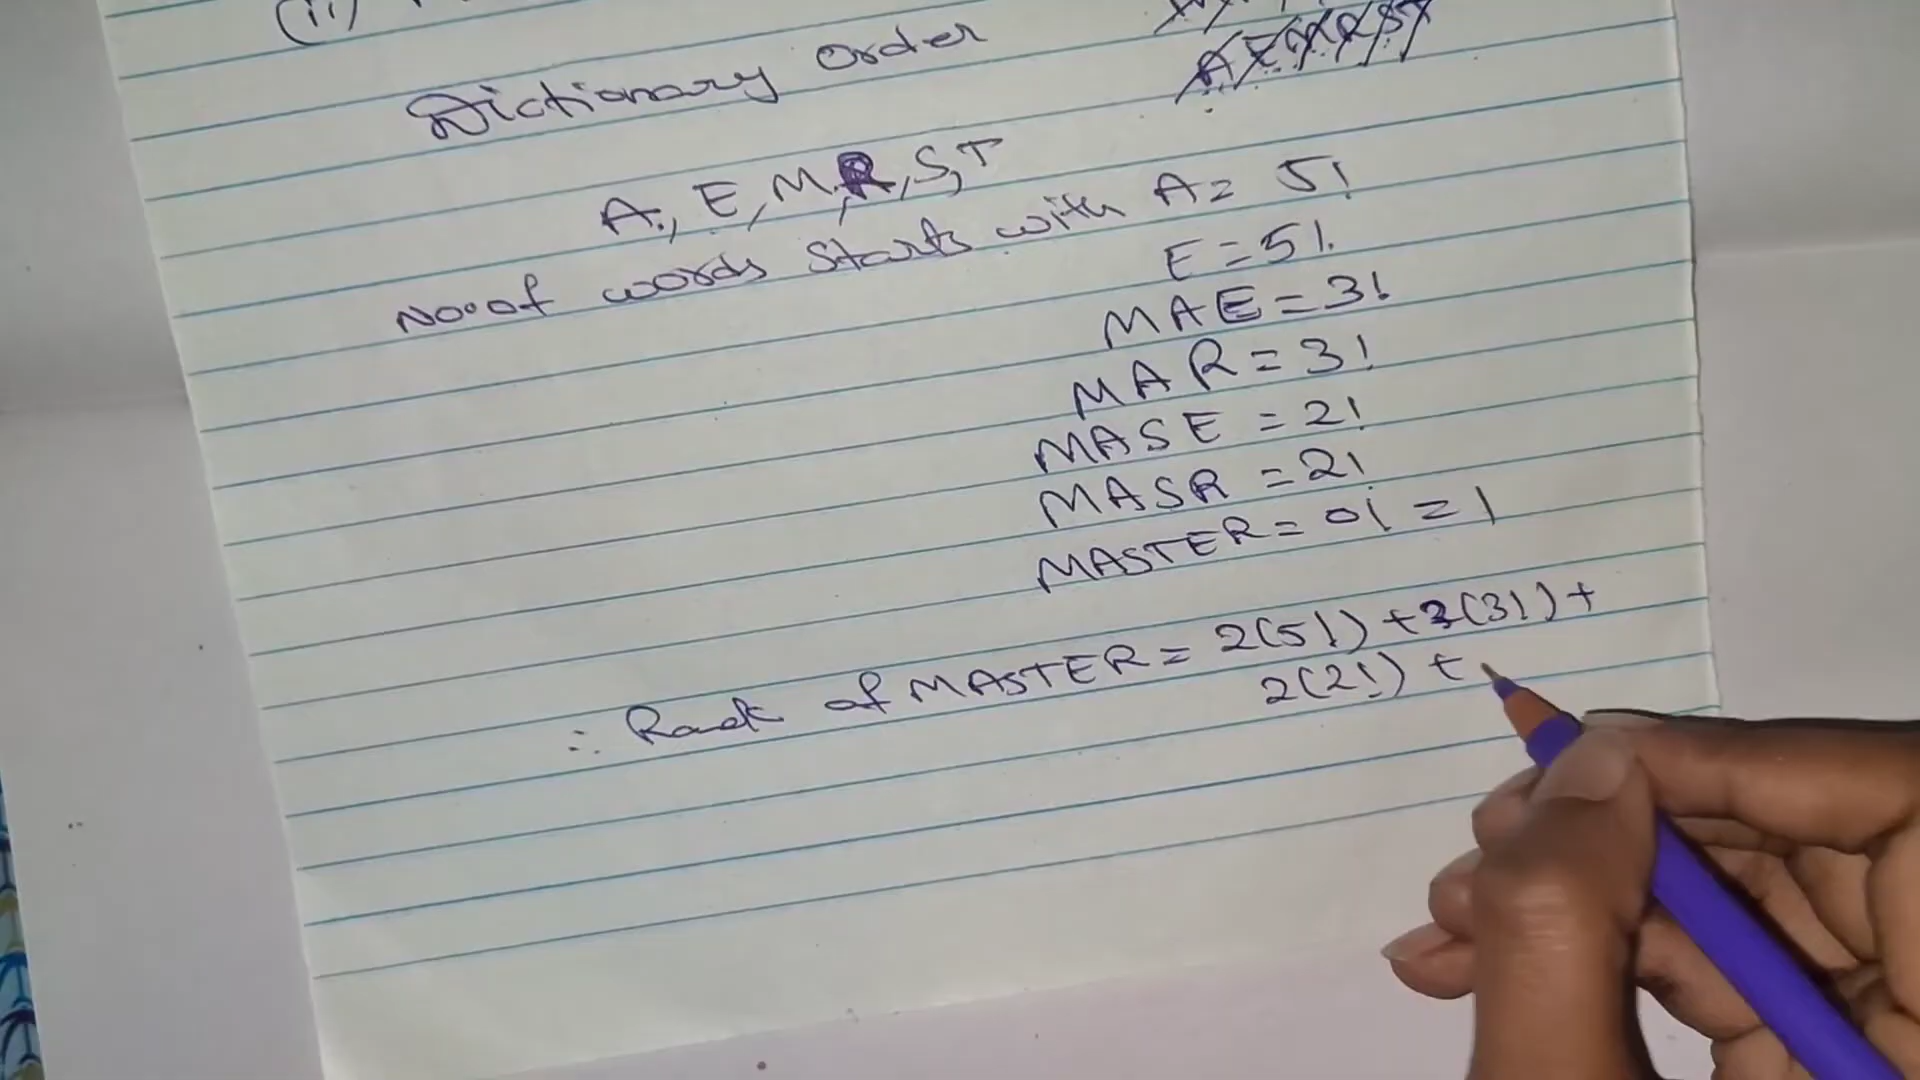 (ii)
A E M R S T
Dictionary Order
A, E, M, R, S, T
No. of words starts with A = 5!
E = 5!
MAE = 3!
MAR = 3!
MASE = 2!
MASR = 2!
MASTER = 0! = 1
∴ Rank of MASTER = 2(5!) + 2(3!) +
2(2!) +